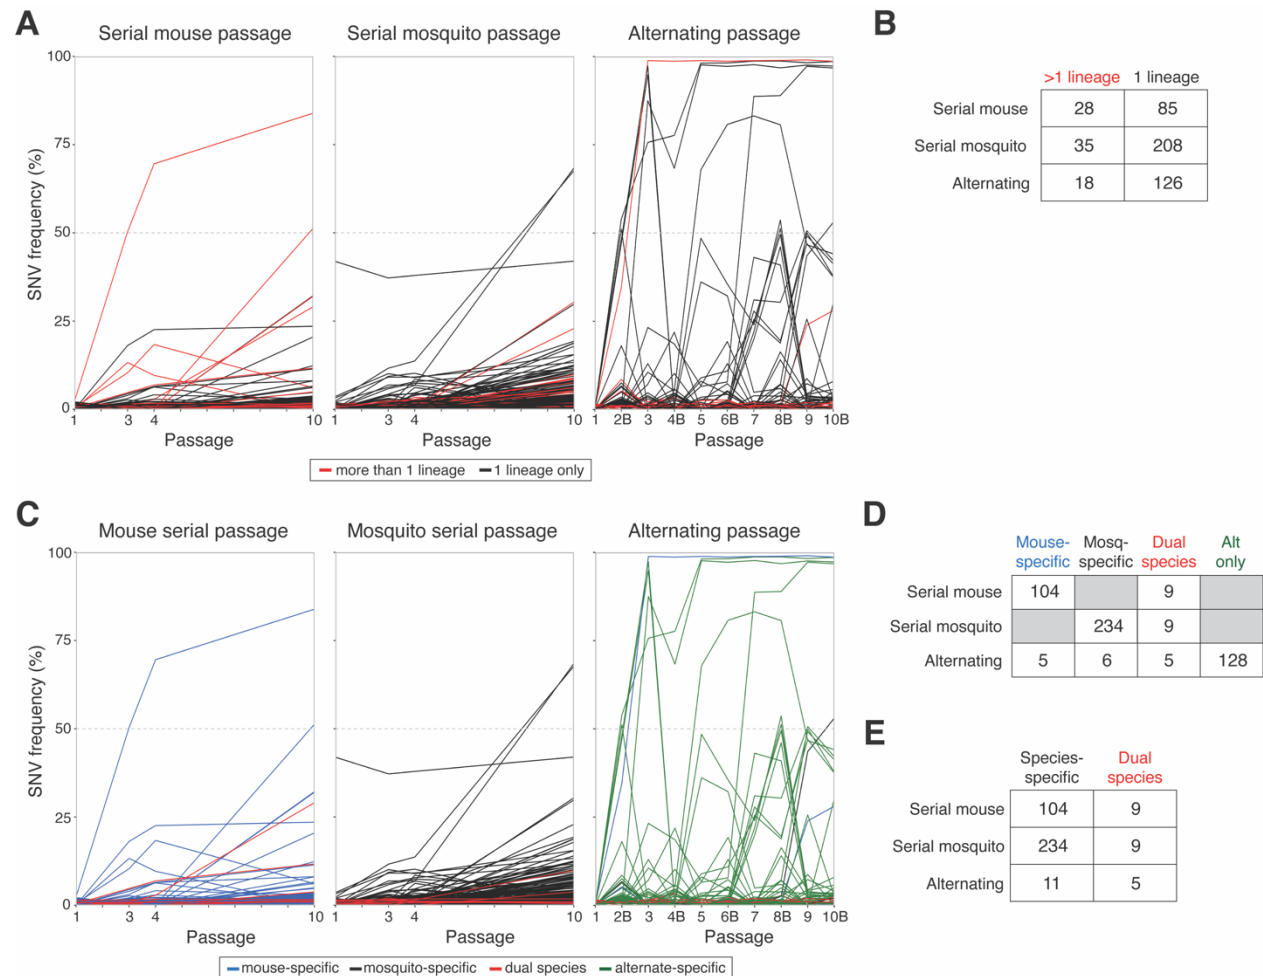 A
Serial mouse passage
Serial mosquito passage
Alternating passage
SNV frequency (%)
100
75
50
25
0
1 3 4 10
3 4 10
1 2B 3 4B 5 6B 7 8B 9 10B
Passage
Passage
Passage
more than 1 lineage 1 lineage only
B
>1 lineage 1 lineage
Serial mouse 28 85
Serial mosquito 35 208
Alternating 18 126
C
Mouse serial passage
Mosquito serial passage
Alternating passage
SNV frequency (%)
100
75
50
25
0
1 3 4 10
1 3 4 10
1 2B 3 4B 5 6B 7 8B 9 10B
Passage
Passage
Passage
mouse-specific mosquito-specific dual species alternate-specific
D
Mouse- Mosq- Dual Alt
specific specific species only
Serial mouse 104 9
Serial mosquito 234 9
Alternating 5 6 5 128
E
Species- Dual
specific species
Serial mouse 104 9
Serial mosquito 234 9
Alternating 11 5